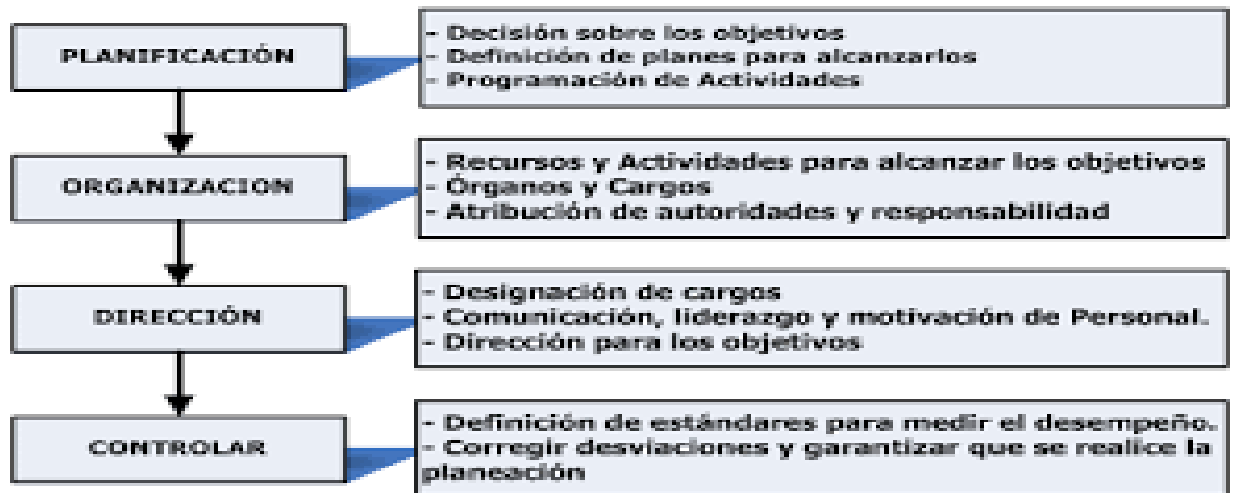 PLANIFICACIÓN
- Decisión sobre los objetivos
- Definición de planes para alcanzarlos
- Programación de Actividades
ORGANIZACION
- Recursos y Actividades para alcanzar los objetivos
- Órganos y Cargos
- Atribución de autoridades y responsabilidad
DIRECCIÓN
- Designación de cargos
- Comunicación, liderazgo y motivación de Personal.
- Dirección para los objetivos
CONTROLAR
- Definición de estándares para medir el desempeño.
- Corregir desviaciones y garantizar que se realice la
planeación